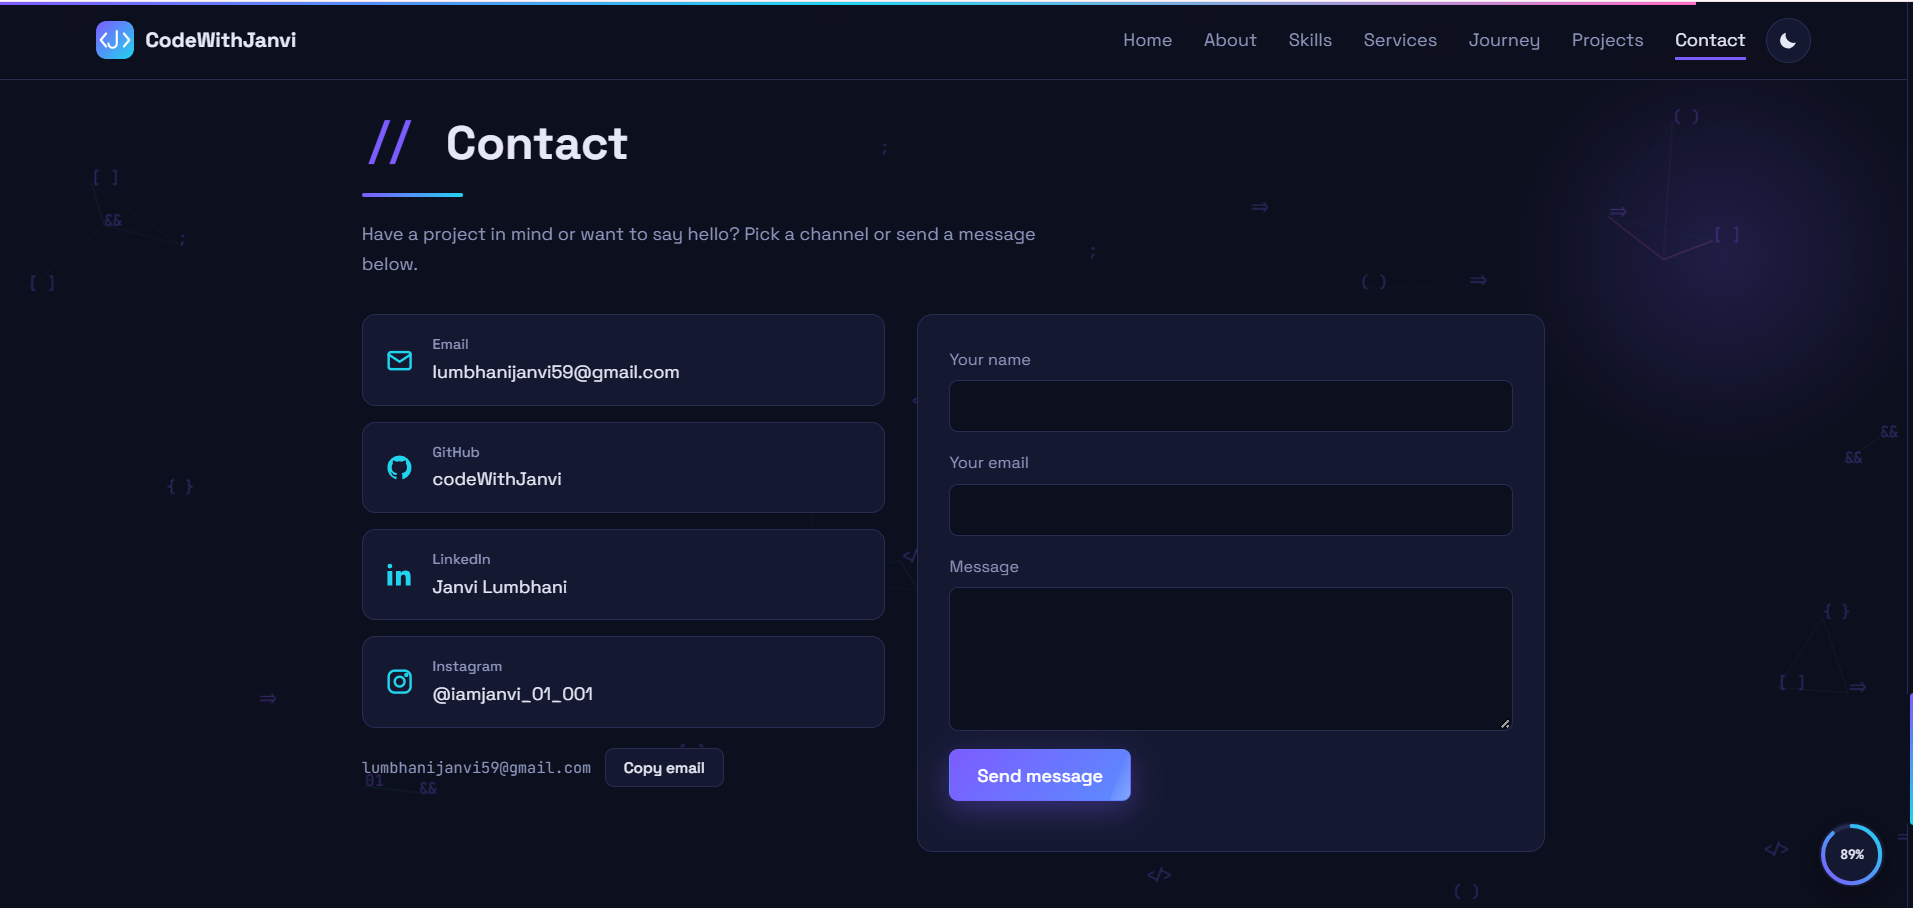 CodeWithJanvi
Home About Skills Services Journey Projects Contact
// Contact
Have a project in mind or want to say hello? Pick a channel or send a message
below.
Email
lumbhanijanvi59@gmail.com
GitHub
codeWithJanvi
LinkedIn
Janvi Lumbhani
Instagram
@iamjanvi_01_001
lumbhanijanvi59@gmail.com Copy email
Your name
Your email
Message
Send message
89%
[ ]
&&
;
[ ]
{ }
=>
01
&&
;
=>
;
( )
=>
( )
=>
[ ]
&&
&&
{ }
[ ]
=>
</>
</>
( )